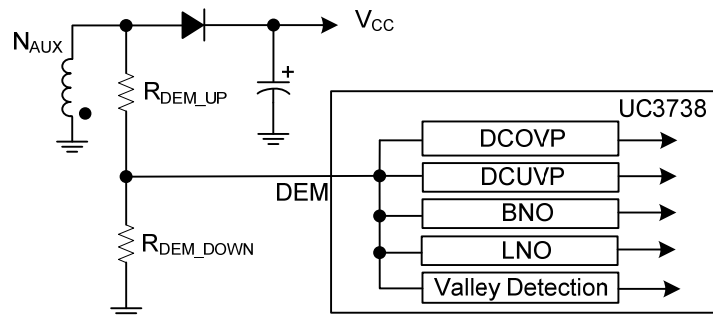 V_CC
N_AUX
R_DEM_UP
+
UC3738
DCOVP
DCUVP
DEM
BNO
LNO
R_DEM_DOWN
Valley Detection